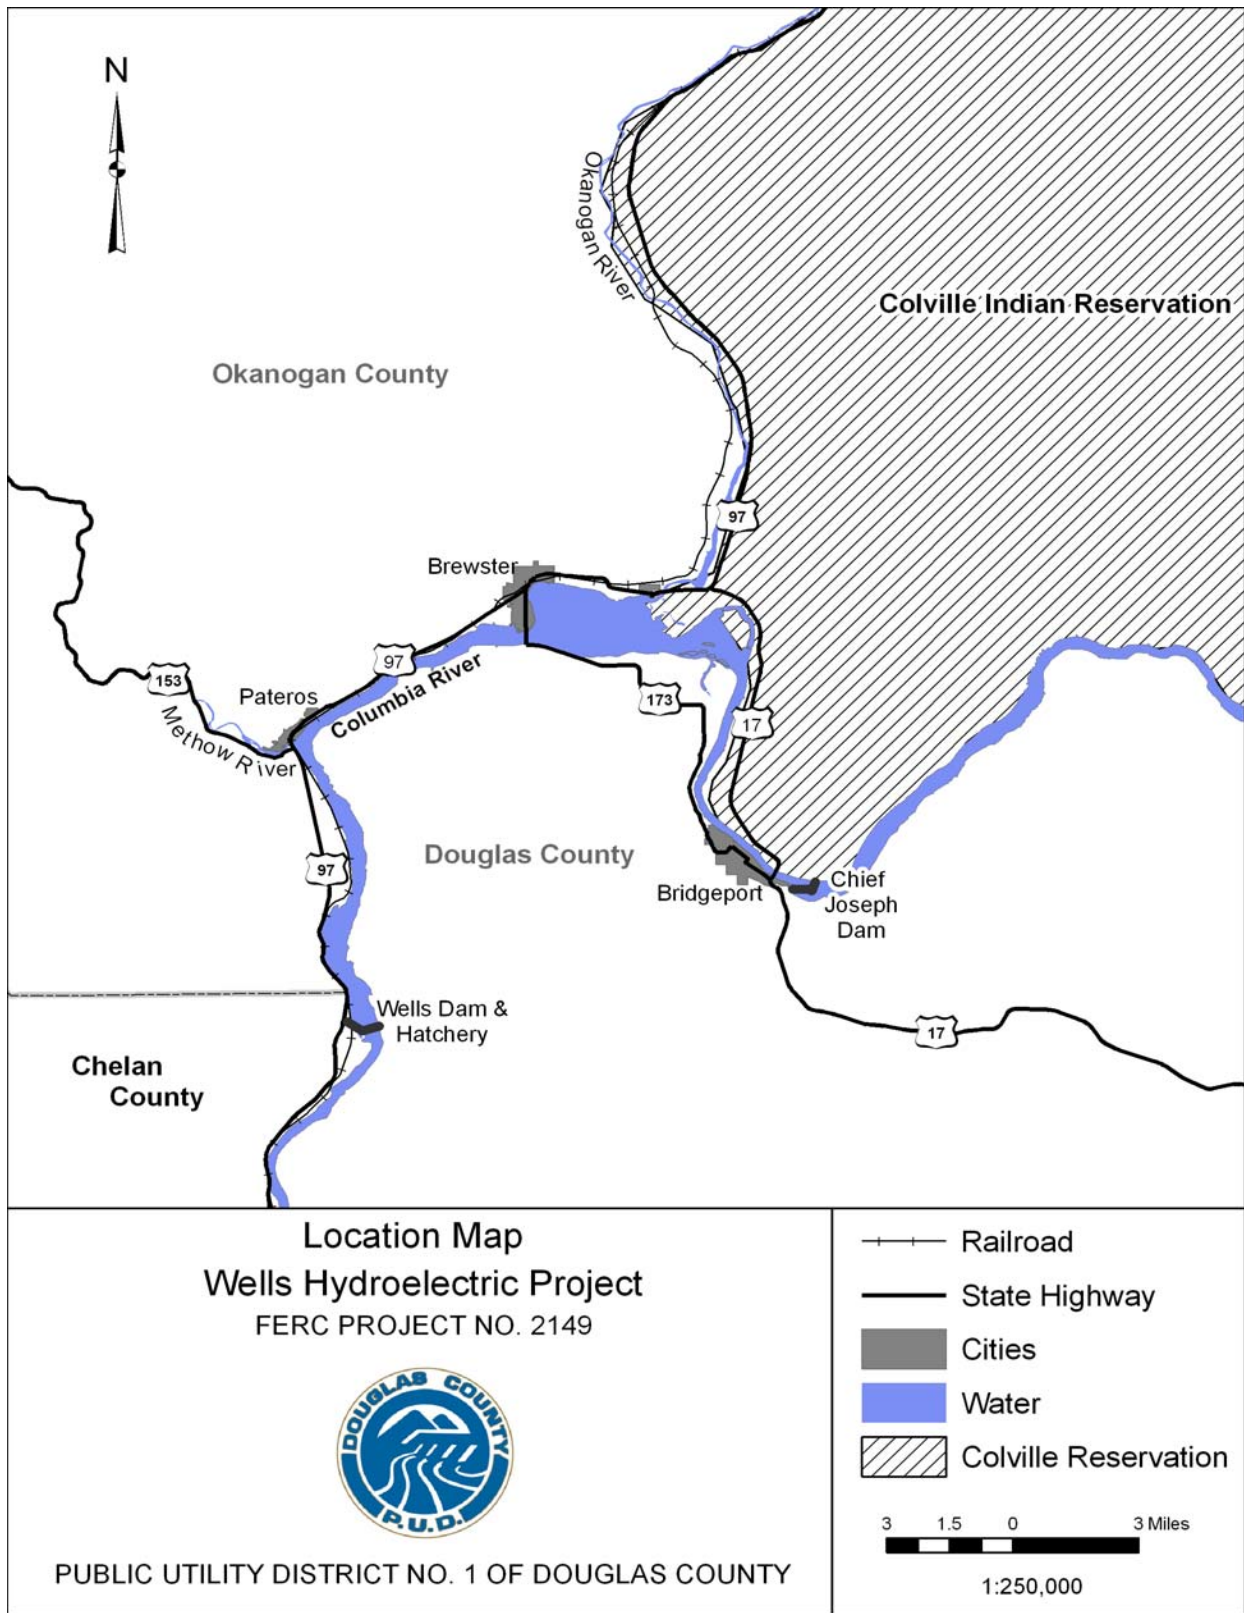 N
Okanogan River
Colville Indian Reservation
Okanogan County
97
Brewster
97
153
Pateros
Columbia River
173
17
Methow River
97
Douglas County
Bridgeport
Chief
Joseph
Dam
Wells Dam &
Hatchery
17
Chelan
County
Location Map
Wells Hydroelectric Project
FERC PROJECT NO. 2149
DOUGLAS COUNTY
P.U.D.
PUBLIC UTILITY DISTRICT NO. 1 OF DOUGLAS COUNTY
Railroad
State Highway
Cities
Water
Colville Reservation
3 1.5 0 3 Miles
1:250,000